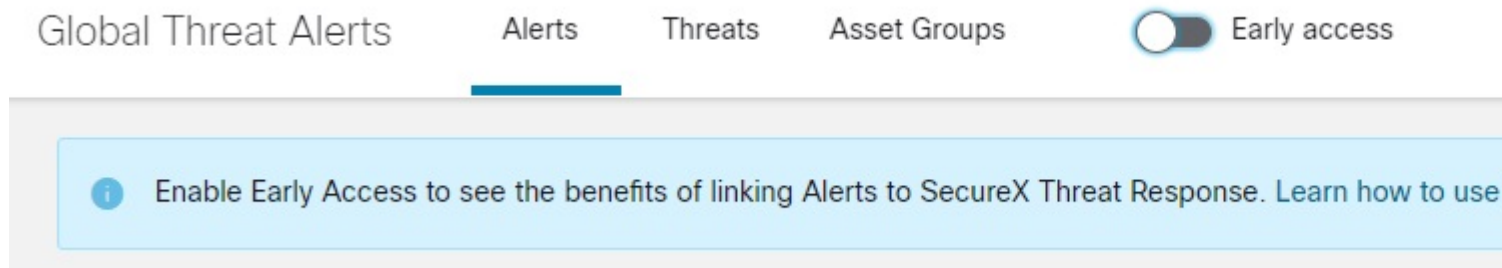 Global Threat Alerts Alerts Threats Asset Groups Early access
Enable Early Access to see the benefits of linking Alerts to SecureX Threat Response. Learn how to use